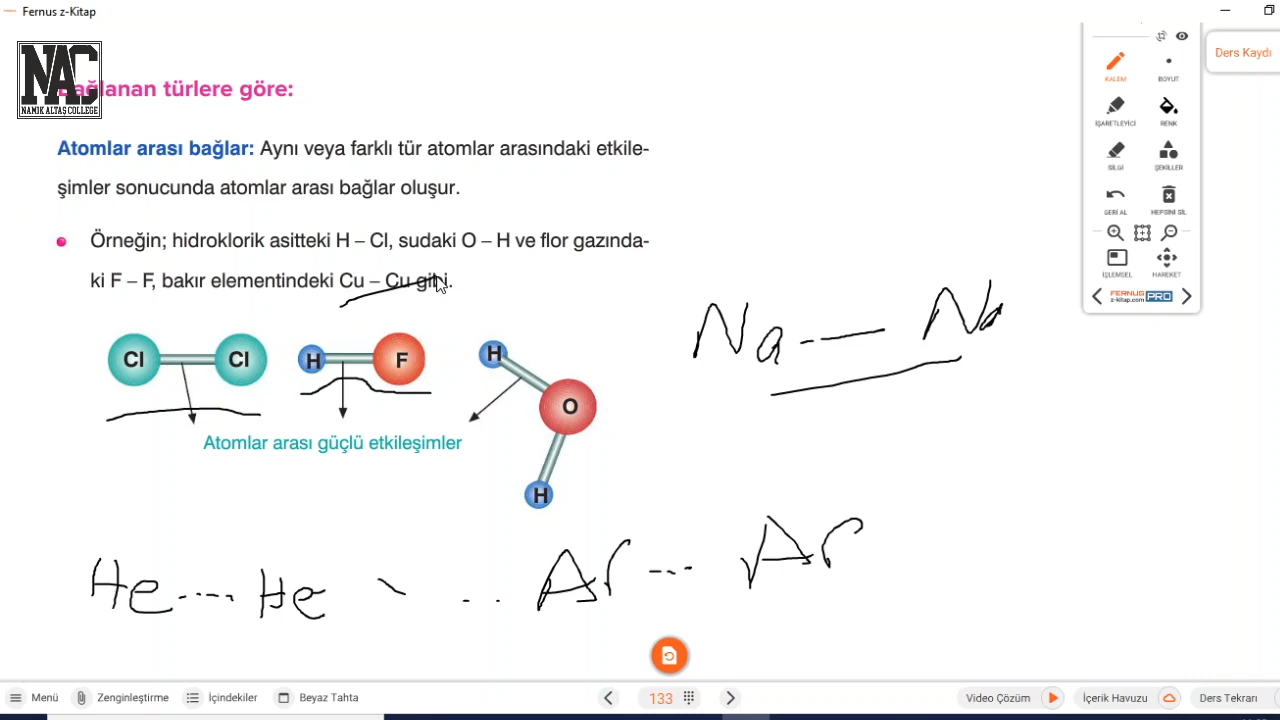 Fernus z-Kitap
NAC
NAMIK ALTAŞ COLLEGE
Bağlanan türlere göre:
Atomlar arası bağlar: Aynı veya farklı tür atomlar arasındaki etkile-
şimler sonucunda atomlar arası bağlar oluşur.
Örneğin; hidroklorik asitteki H – Cl, sudaki O – H ve flor gazında-
ki F – F, bakır elementindeki Cu – Cu gibi.
Cl Cl H F H O H
Atomlar arası güçlü etkileşimler
Na --- Na
He .... He .. Ar ... Ar
Ders Kaydı
KALEM BOYUT
İŞARETLEYİCİ RENK
SİLGİ ŞEKİLLER
GERİ AL HEPSİNİ SİL
İŞLEMSEL HAREKET
FERNUS z-kitap.com PRO
Menü Zenginleştirme İçindekiler Beyaz Tahta 133 Video Çözüm İçerik Havuzu Ders Tekrarı